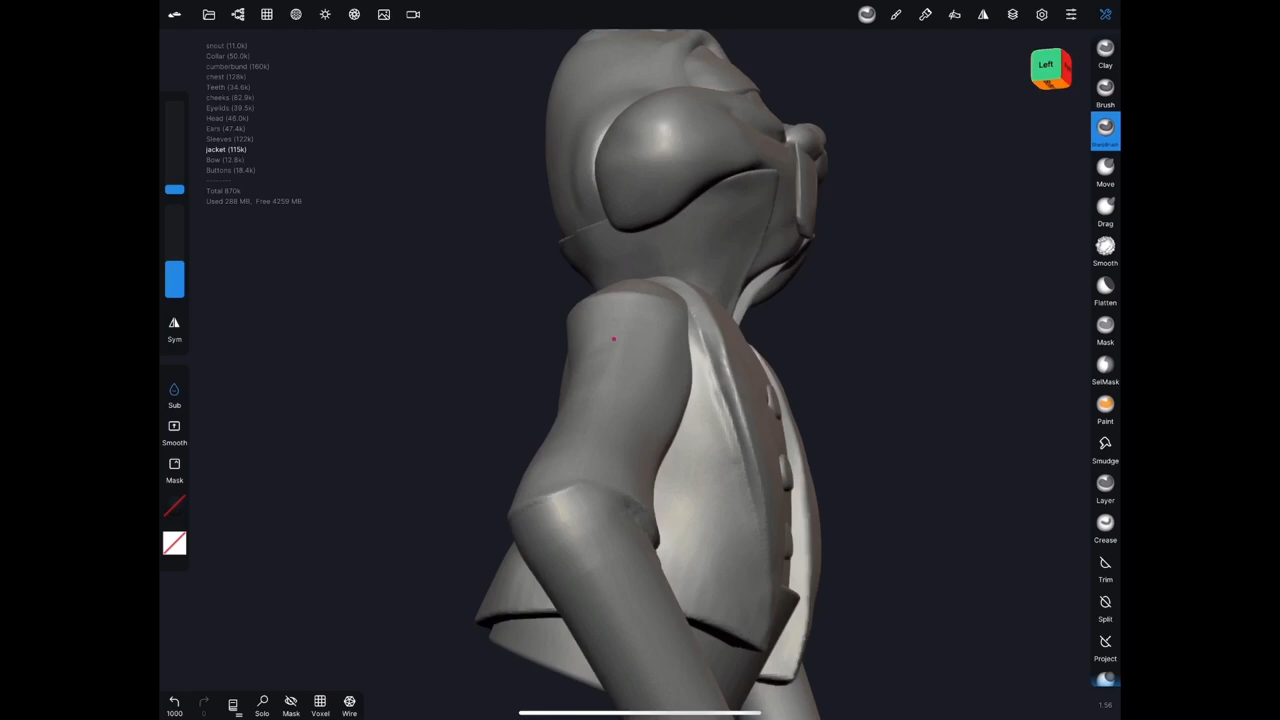 snout (11.0k)
Collar (50.0k)
cumberbund (160k)
chest (128k)
Teeth (34.6k)
cheeks (82.9k)
Eyelids (39.5k)
Head (46.0k)
Ears (47.4k)
Sleeves (122k)
jacket (115k)
Bow (12.8k)
Buttons (18.4k)
Total 870k
Used 288 MB, Free 4259 MB
Left
Sym
Sub
Smooth
Mask
Clay
Brush
Move
Drag
Smooth
Flatten
Mask
SelMask
Paint
Smudge
Layer
Crease
Trim
Split
Project
1000
0
Solo
Mask
Voxel
Wire
1.56